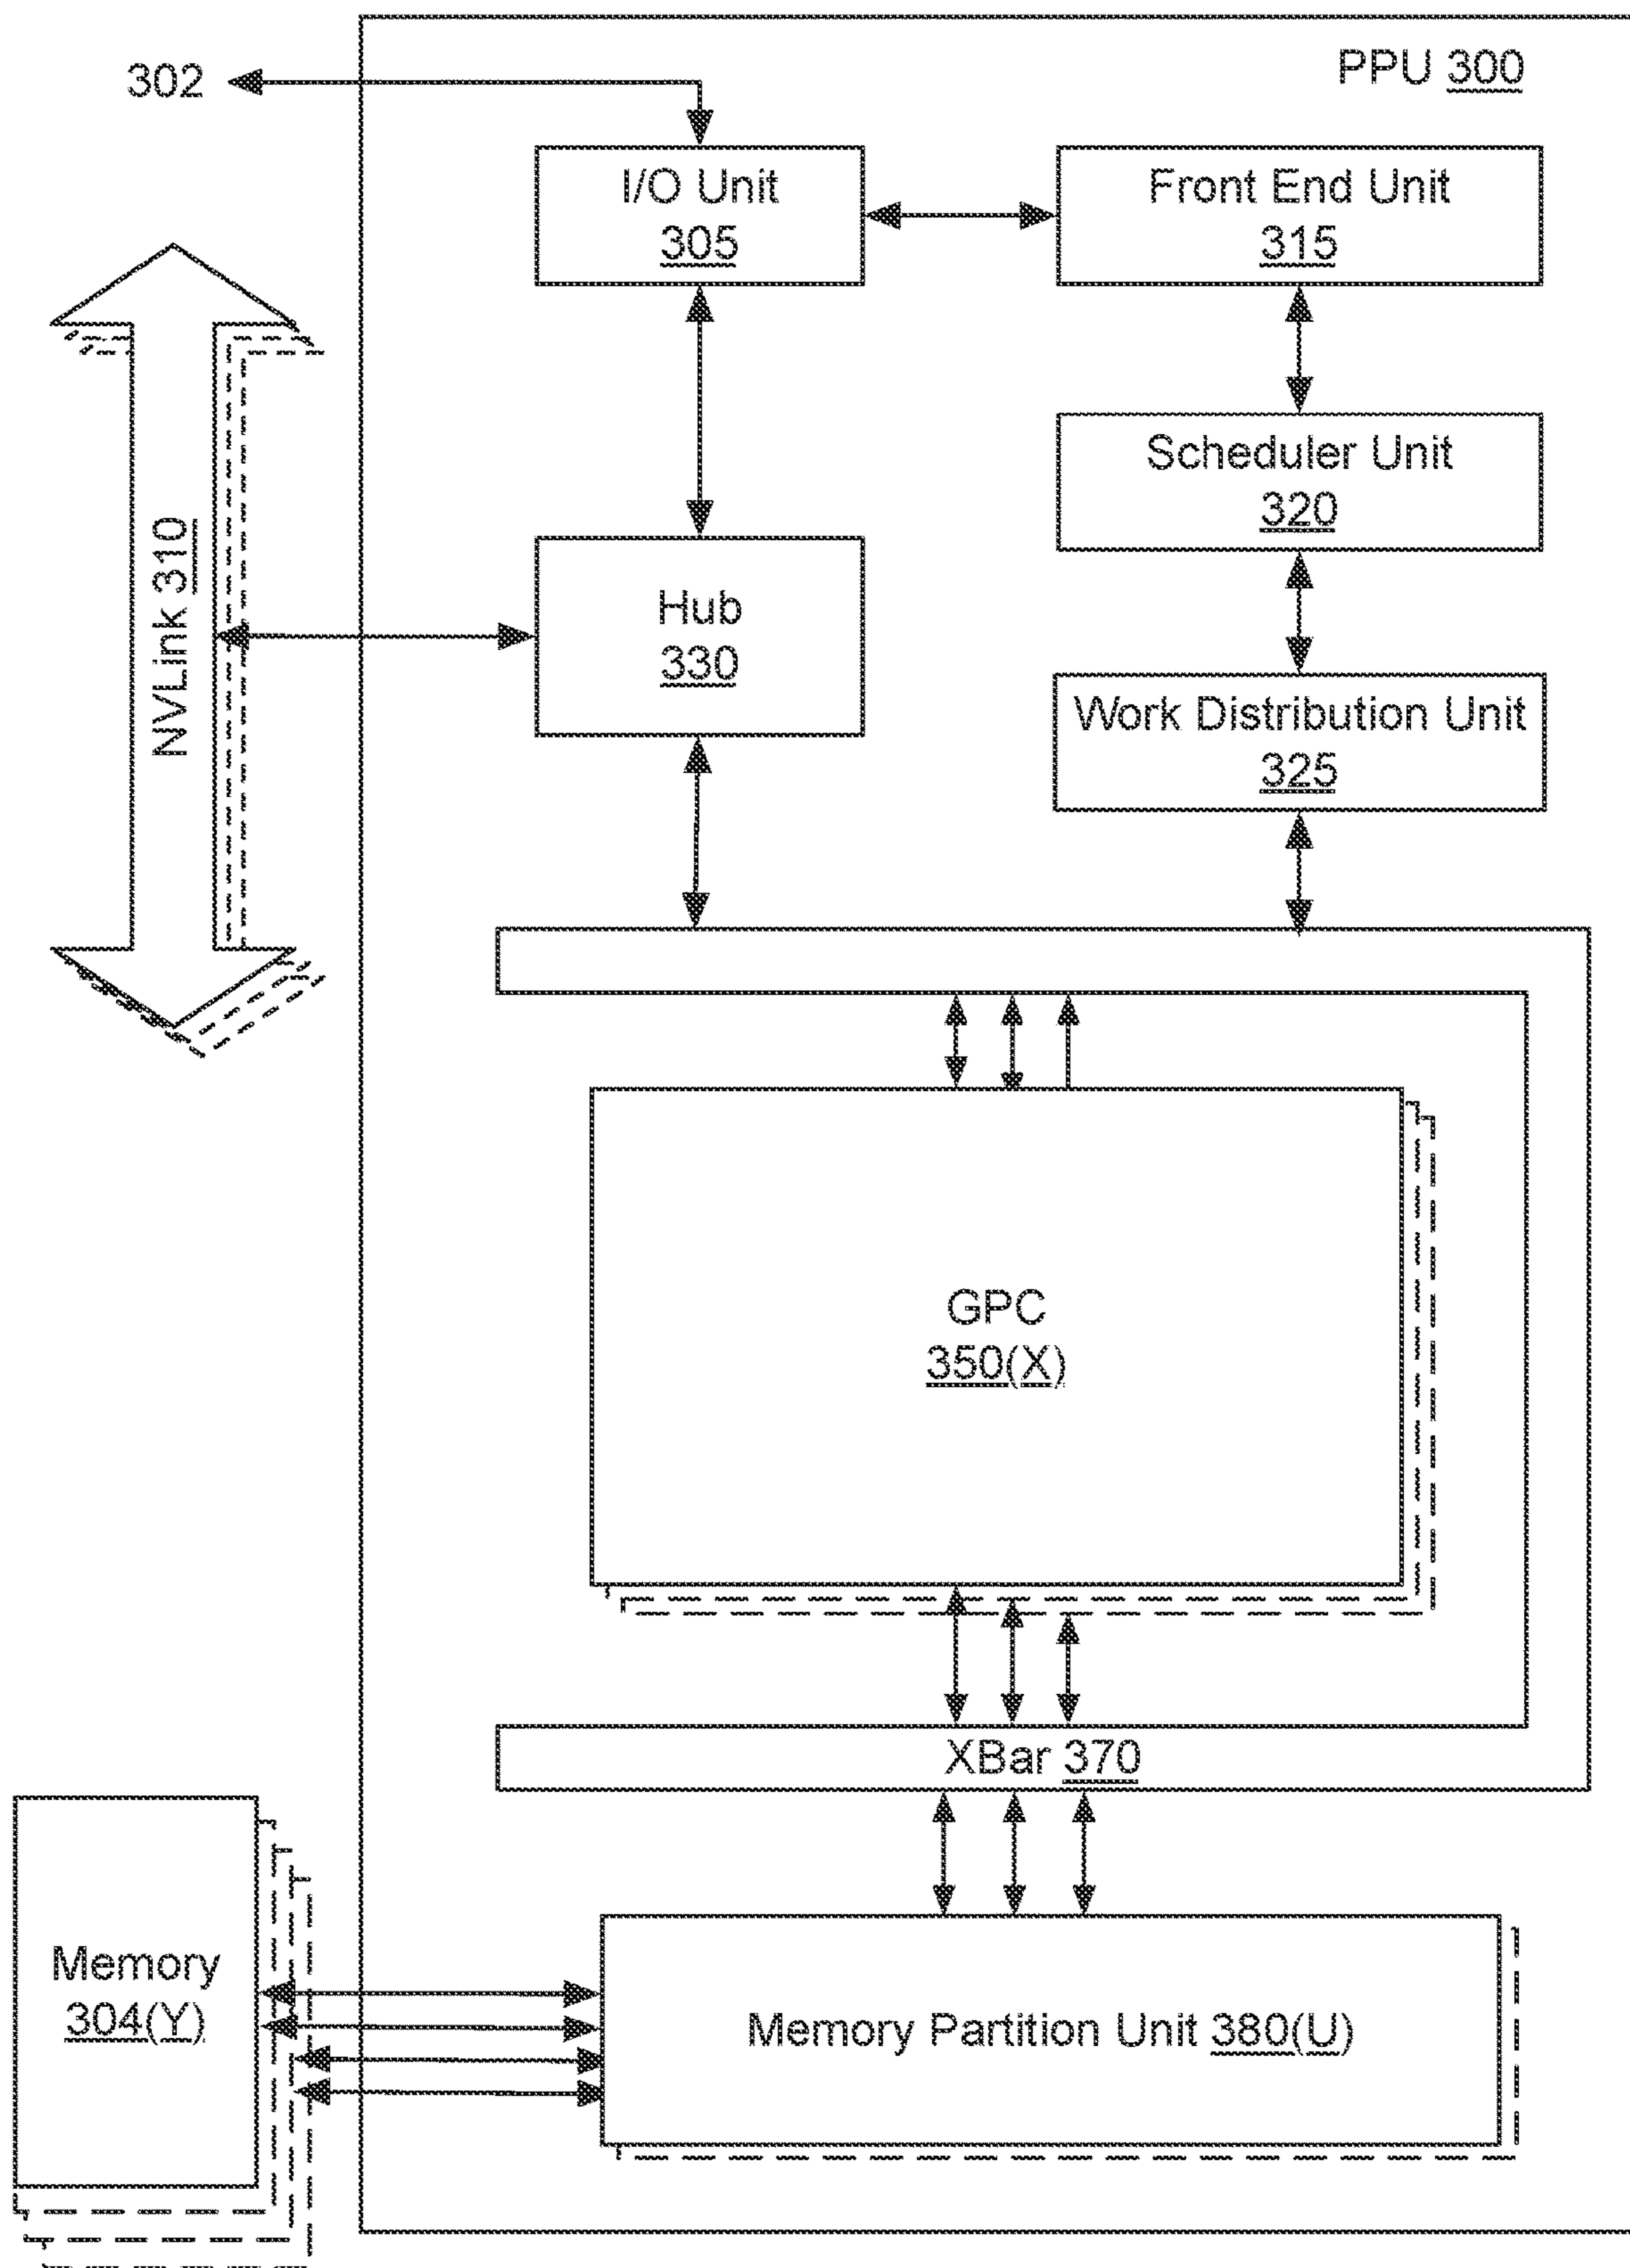 PPU 300
302
I/O Unit
305
Front End Unit
315
Scheduler Unit
320
NVLink 310
Hub
330
Work Distribution Unit
325
GPC
350(X)
XBar 370
Memory
304(Y)
Memory Partition Unit 380(U)